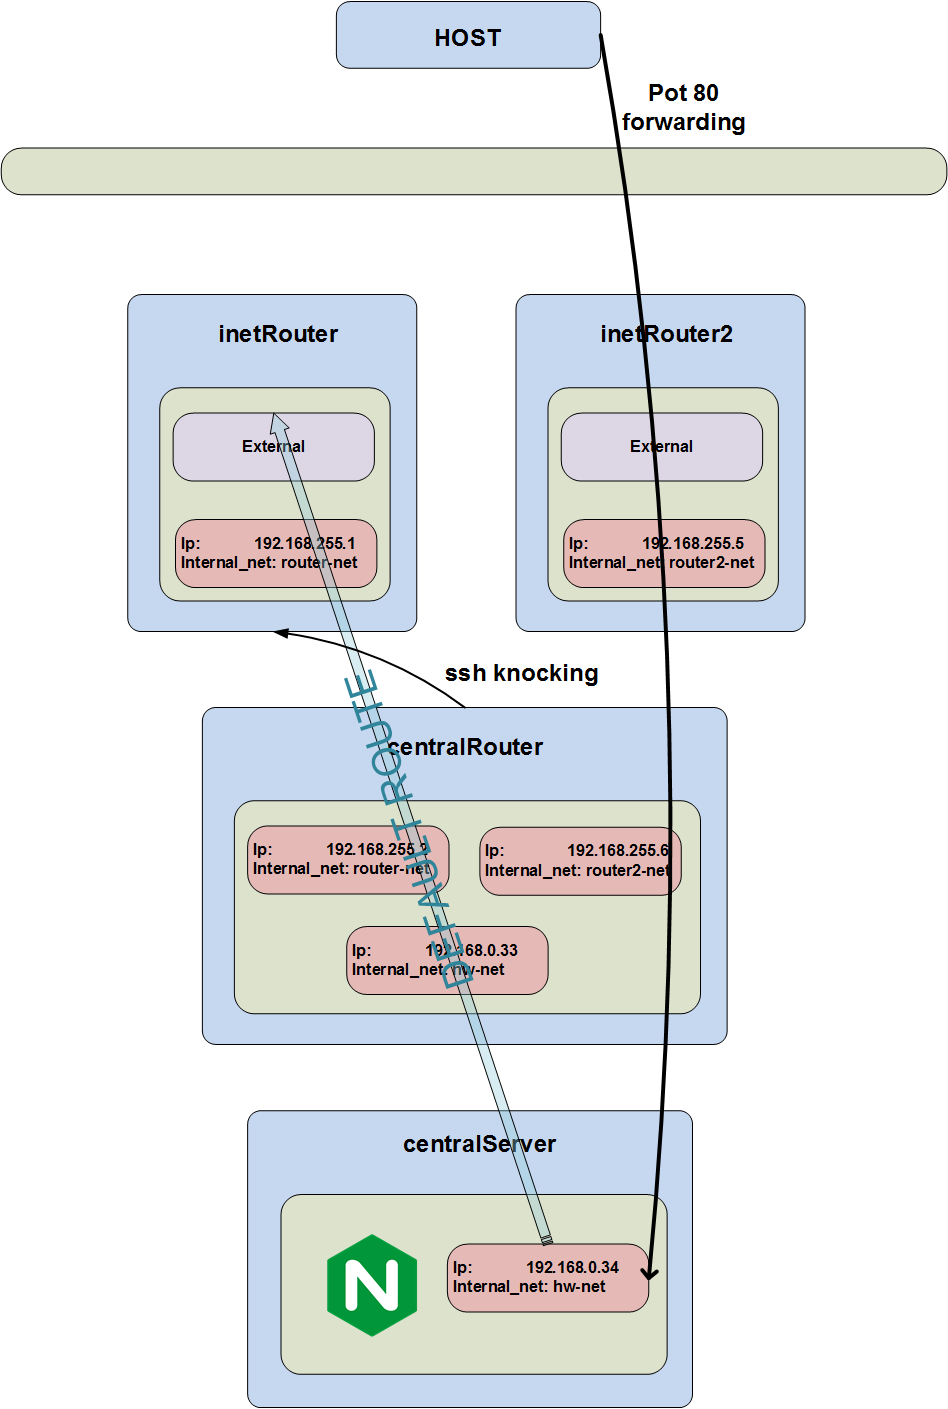 HOST
Pot 80
forwarding
inetRouter
inetRouter2
External
External
Ip: 192.168.255.1
Internal_net: router-net
Ip: 192.168.255.5
Internal_net: router2-net
ssh knocking
centralRouter
DEFAULT ROUTE
Ip: 192.168.255.2
Internal_net: router-net
Ip: 192.168.255.6
Internal_net: router2-net
Ip: 192.168.0.33
Internal_net: hw-net
centralServer
N
Ip: 192.168.0.34
Internal_net: hw-net